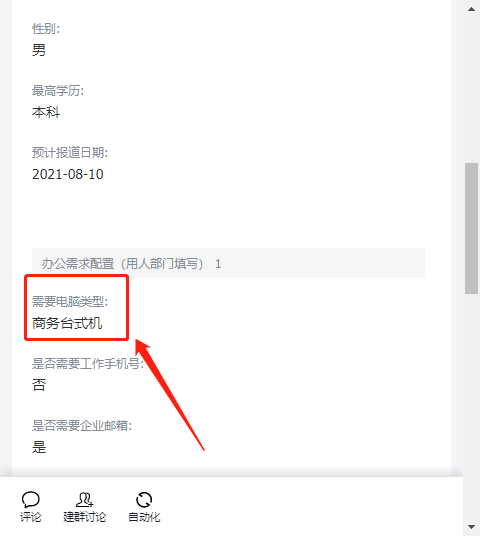 性别:
男
最高学历:
本科
预计报道日期:
2021-08-10
办公需求配置（用人部门填写） 1
需要电脑类型:
商务台式机
是否需要工作手机号:
否
是否需要企业邮箱:
是
评论
建群讨论
自动化